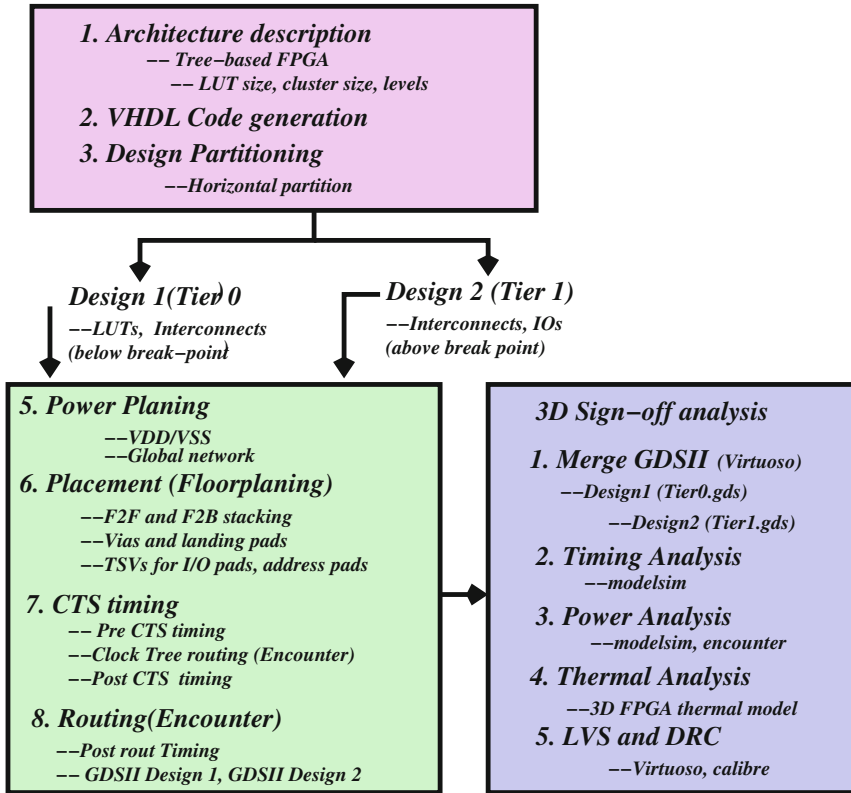 1. Architecture description
−− Tree−based FPGA
−− LUT size, cluster size, levels
2. VHDL Code generation
3. Design Partitioning
−−Horizontal partition
Design 1(Tier) 0
−−LUTs, Interconnects
(below break−point)
Design 2 (Tier 1)
−−Interconnects, IOs
(above break point)
5. Power Planing
−−VDD/VSS
−−Global network
6. Placement (Floorplaning)
−−F2F and F2B stacking
−−Vias and landing pads
−−TSVs for I/O pads, address pads
7. CTS timing
−− Pre CTS timing
−−Clock Tree routing (Encounter)
−−Post CTS timing
8. Routing(Encounter)
−−Post rout Timing
−− GDSII Design 1, GDSII Design 2
3D Sign−off analysis
1. Merge GDSII (Virtuoso)
−−Design1 (Tier0.gds)
−−Design2 (Tier1.gds)
2. Timing Analysis
−−modelsim
3. Power Analysis
−−modelsim, encounter
4. Thermal Analysis
−−3D FPGA thermal model
5. LVS and DRC
−−Virtuoso, calibre